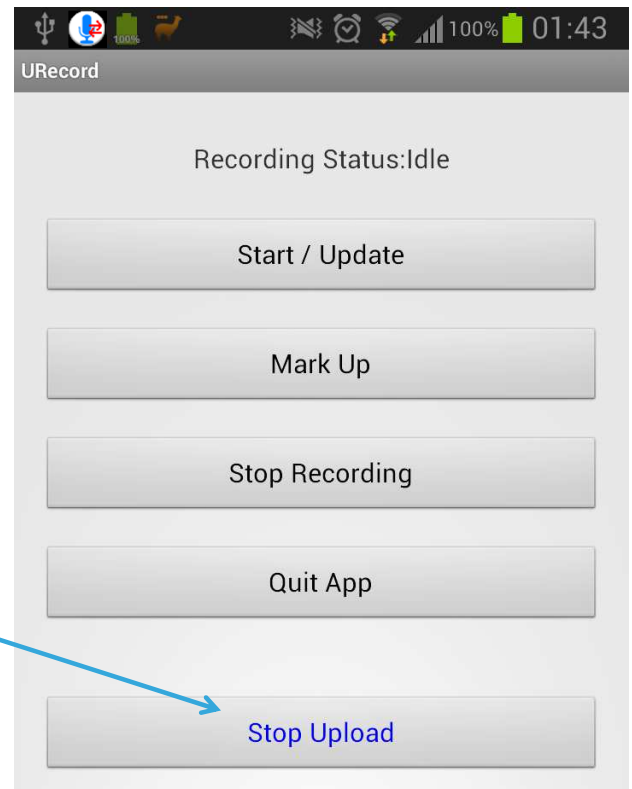 100% 100% 01:43
URecord
Recording Status:Idle
Start / Update
Mark Up
Stop Recording
Quit App
Stop Upload